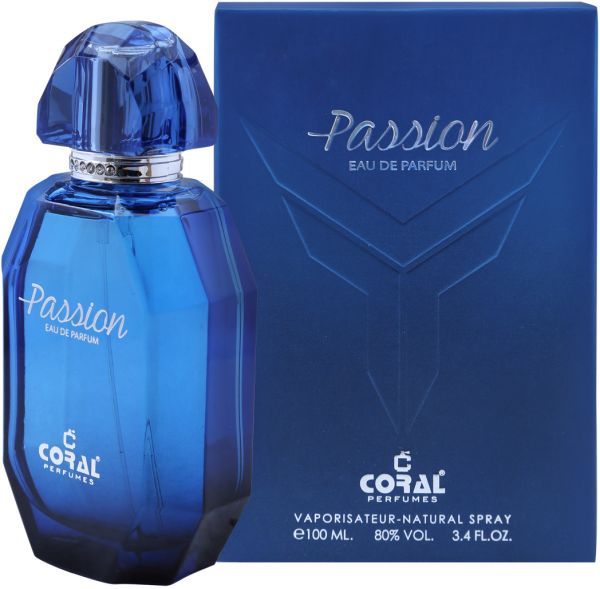 Passion
EAU DE PARFUM
CORAL
PERFUMES
Passion
EAU DE PARFUM
CORAL
PERFUMES
VAPORISATEUR-NATURAL SPRAY
e100 ML. 80% VOL. 3.4 FL.OZ.